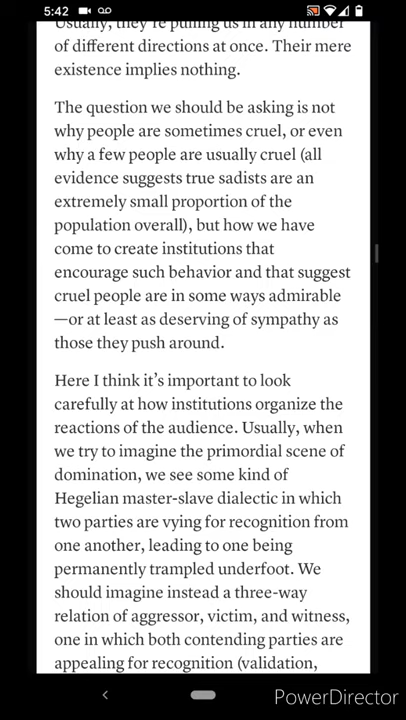 5:42
Usually, they're pulling us in any number
of different directions at once. Their mere
existence implies nothing.
The question we should be asking is not
why people are sometimes cruel, or even
why a few people are usually cruel (all
evidence suggests true sadists are an
extremely small proportion of the
population overall), but how we have
come to create institutions that
encourage such behavior and that suggest
cruel people are in some ways admirable
—or at least as deserving of sympathy as
those they push around.
Here I think it's important to look
carefully at how institutions organize the
reactions of the audience. Usually, when
we try to imagine the primordial scene of
domination, we see some kind of
Hegelian master-slave dialectic in which
two parties are vying for recognition from
one another, leading to one being
permanently trampled underfoot. We
should imagine instead a three-way
relation of aggressor, victim, and witness,
one in which both contending parties are
appealing for recognition (validation,
PowerDirector